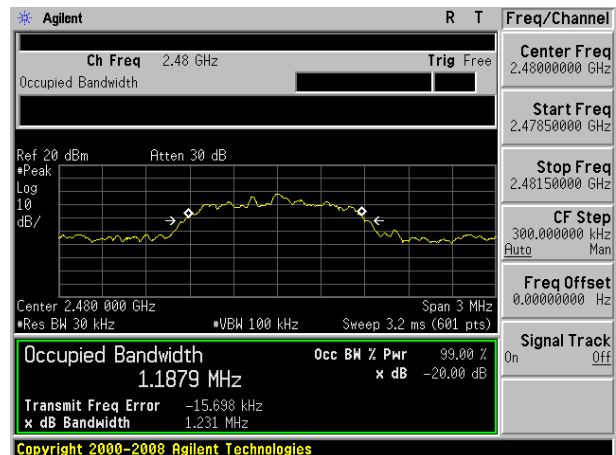 Agilent R T Freq/Channel
Ch Freq 2.48 GHz Trig Free
Occupied Bandwidth
Center Freq
2.48000000 GHz
Start Freq
2.47850000 GHz
Stop Freq
2.48150000 GHz
CF Step
300.000000 kHz
Auto Man
Freq Offset
0.00000000 Hz
Signal Track
On Off
Ref 20 dBm Atten 30 dB
#Peak
Log
10
dB/
Center 2.480 000 GHz Span 3 MHz
#Res BW 30 kHz #VBW 100 kHz Sweep 3.2 ms (601 pts)
Occupied Bandwidth Occ BW % Pwr 99.00 %
1.1879 MHz x dB -20.00 dB
Transmit Freq Error -15.698 kHz
x dB Bandwidth 1.231 MHz
Copyright 2000-2008 Agilent Technologies